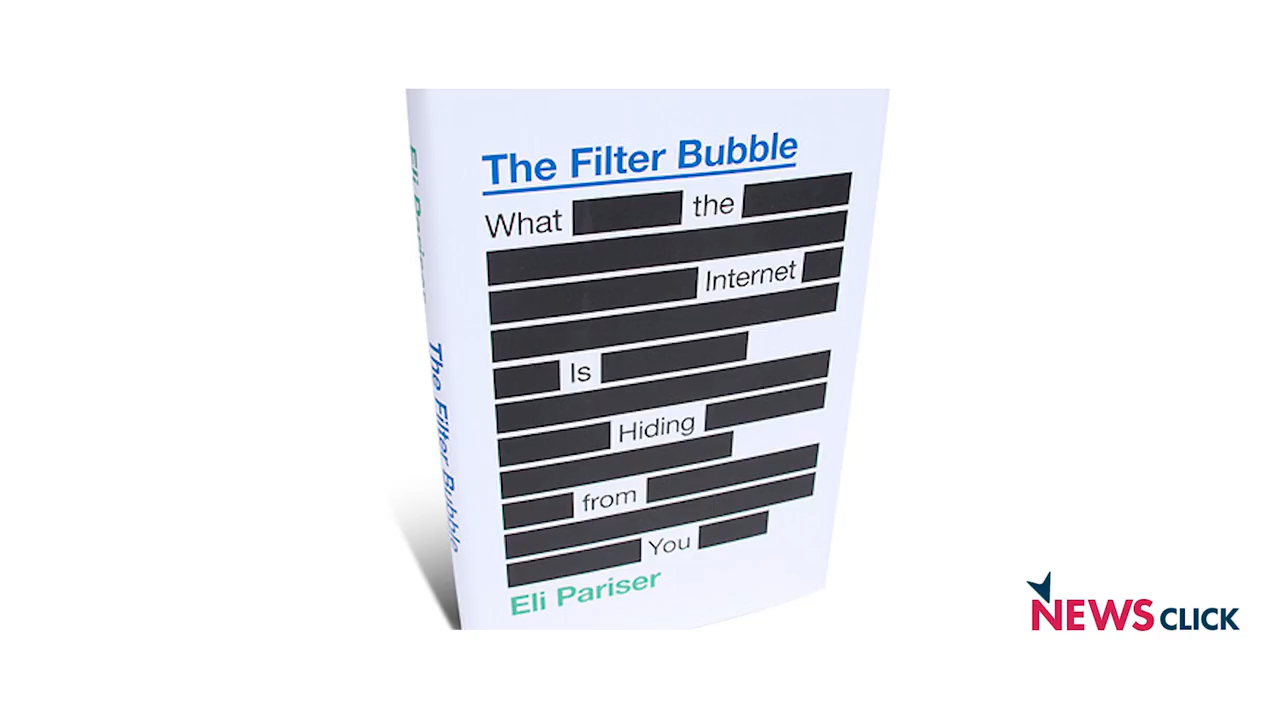 The Filter Bubble
What the
Internet
Is
Hiding
from
You
Eli Pariser
Eli Pariser
The Filter Bubble
NEWS CLICK